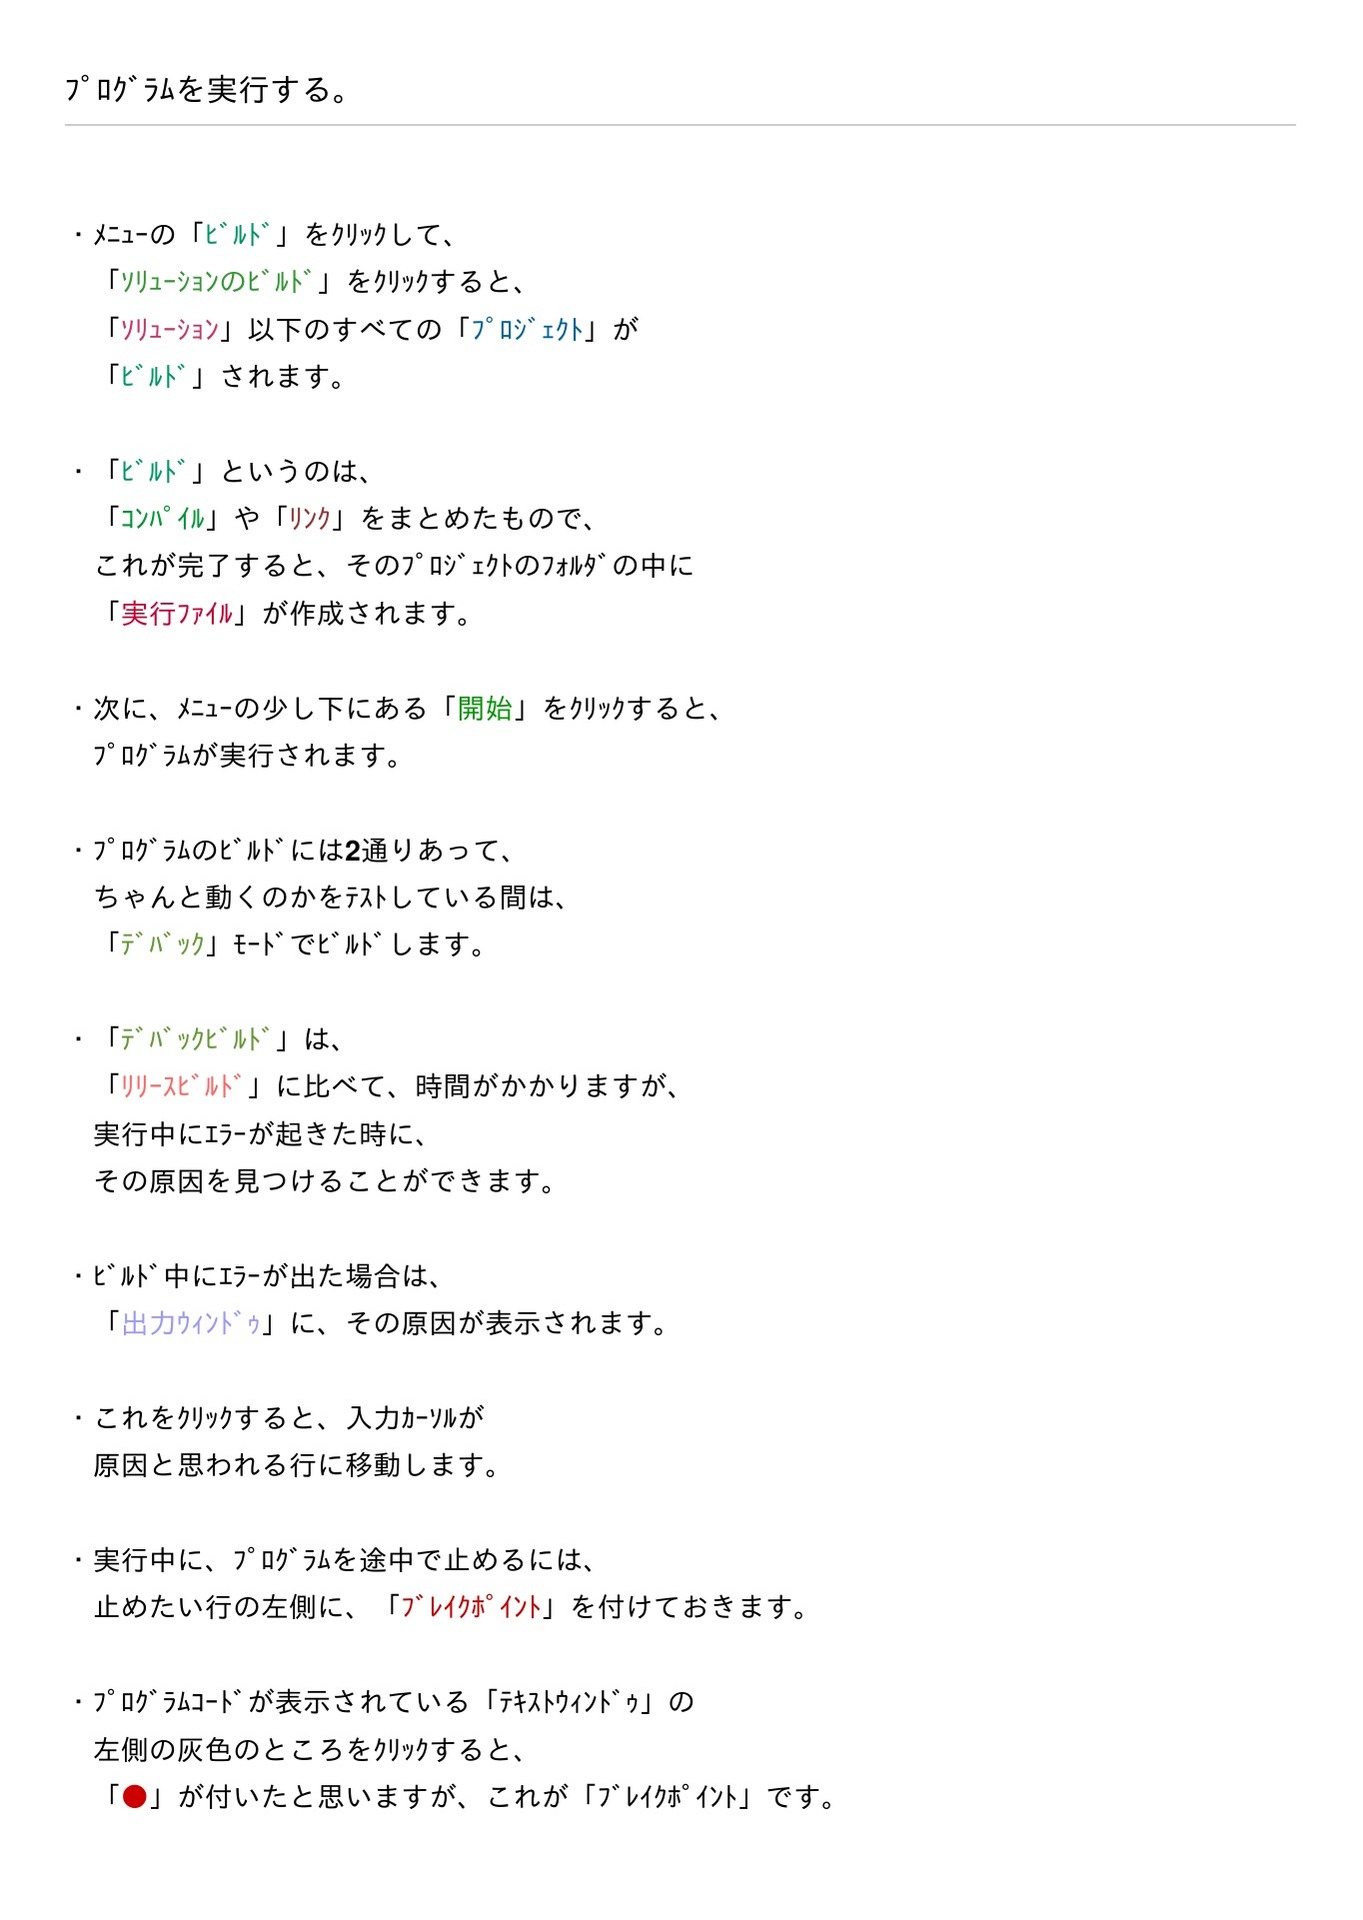 ﾌﾟﾛｸﾞﾗﾑを実行する。
・ﾒﾆｭｰの「ﾋﾞﾙﾄﾞ」をｸﾘｯｸして、
「ｿﾘｭｰｼｮﾝのﾋﾞﾙﾄﾞ」をｸﾘｯｸすると、
「ｿﾘｭｰｼｮﾝ」以下のすべての「ﾌﾟﾛｼﾞｪｸﾄ」が
「ﾋﾞﾙﾄﾞ」されます。
・「ﾋﾞﾙﾄﾞ」というのは、
「ｺﾝﾊﾟｲﾙ」や「ﾘﾝｸ」をまとめたもので、
これが完了すると、そのﾌﾟﾛｼﾞｪｸﾄのﾌｫﾙﾀﾞの中に
「実行ﾌｧｲﾙ」が作成されます。
・次に、ﾒﾆｭｰの少し下にある「開始」をｸﾘｯｸすると、
ﾌﾟﾛｸﾞﾗﾑが実行されます。
・ﾌﾟﾛｸﾞﾗﾑのﾋﾞﾙﾄﾞには2通りあって、
ちゃんと動くのかをﾃｽﾄしている間は、
「ﾃﾞﾊﾞｯｸ」ﾓｰﾄﾞでﾋﾞﾙﾄﾞします。
・「ﾃﾞﾊﾞｯｸﾋﾞﾙﾄﾞ」は、
「ﾘﾘｰｽﾋﾞﾙﾄﾞ」に比べて、時間がかかりますが、
実行中にｴﾗｰが起きた時に、
その原因を見つけることができます。
・ﾋﾞﾙﾄﾞ中にｴﾗｰが出た場合は、
「出力ｳｨﾝﾄﾞｩ」に、その原因が表示されます。
・これをｸﾘｯｸすると、入力ｶｰｿﾙが
原因と思われる行に移動します。
・実行中に、ﾌﾟﾛｸﾞﾗﾑを途中で止めるには、
止めたい行の左側に、「ﾌﾞﾚｲｸﾎﾟｲﾝﾄ」を付けておきます。
・ﾌﾟﾛｸﾞﾗﾑｺｰﾄﾞが表示されている「ﾃｷｽﾄｳｨﾝﾄﾞｩ」の
左側の灰色のところをｸﾘｯｸすると、
「●」が付いたと思いますが、これが「ﾌﾞﾚｲｸﾎﾟｲﾝﾄ」です。